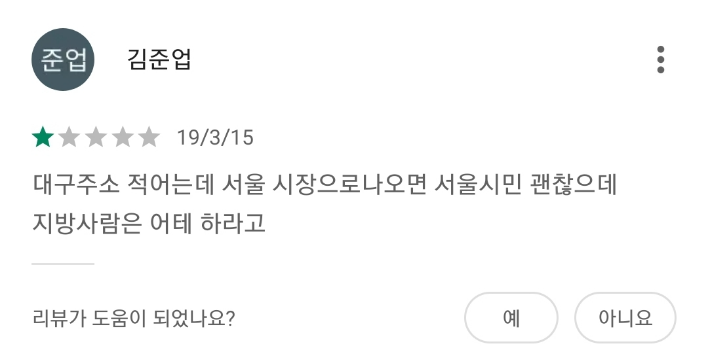 준업
김준업
19/3/15
대구주소 적어는데 서울 시장으로나오면 서울시민 괜찮으데
지방사람은 어테 하라고
리뷰가 도움이 되었나요?
예
아니요